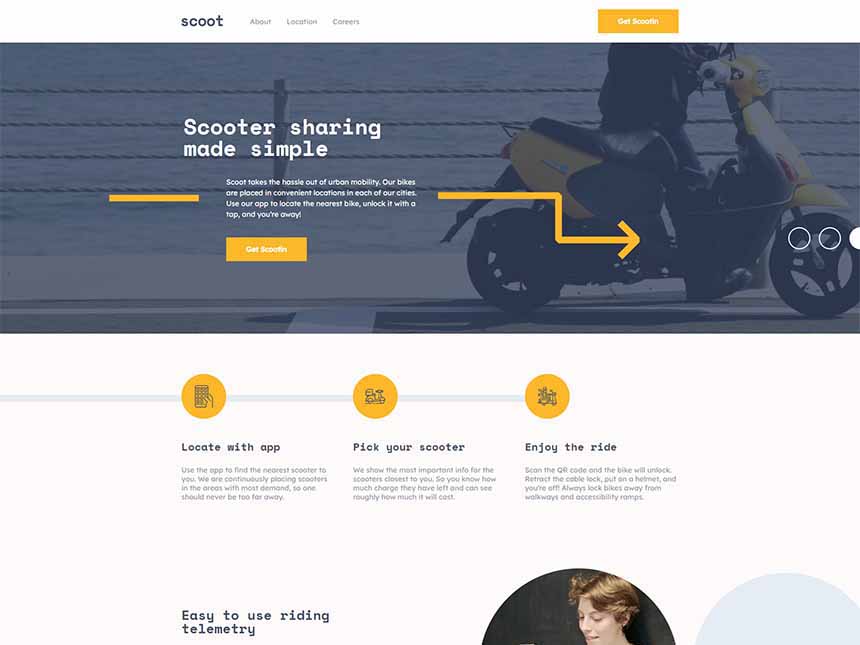 scoot
About
Location
Careers
Get Scootin
Scooter sharing
made simple
Scoot takes the hassle out of urban mobility. Our bikes
are placed in convenient locations in each of our cities.
Use our app to locate the nearest bike, unlock it with a
tap, and you're away!
Get Scootin
Locate with app
Use the app to find the nearest scooter to
you. We are continuously placing scooters
in the areas with most demand, so one
should never be too far away.
Pick your scooter
We show the most important info for the
scooters closest to you. So you know how
much charge they have left and can see
roughly how much it will cost.
Enjoy the ride
Scan the QR code and the bike will unlock.
Retract the cable lock, put on a helmet, and
you're off! Always lock bikes away from
walkways and accessibility ramps.
Easy to use riding
telemetry